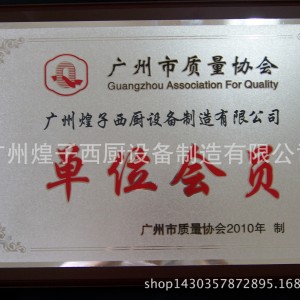 广州市质量协会
Guangzhou Association For Quality
广州煌子西厨设备制造有限公司
广州煌子西厨设备制造有限公司
单位会员
广州市质量协会2010年 制
shop1430357872895.168